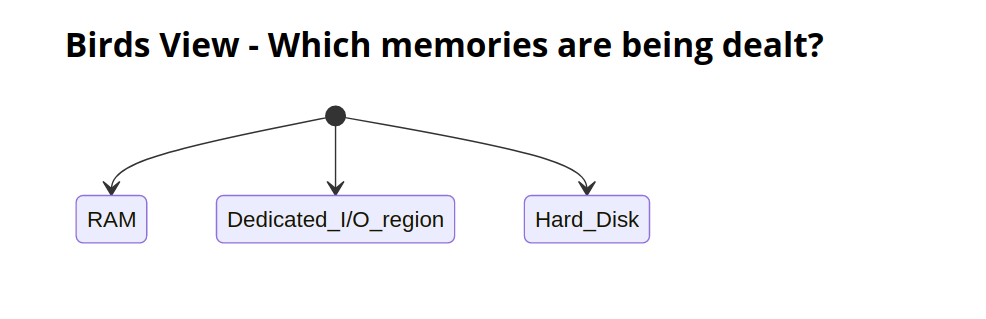 Birds View - Which memories are being dealt?
RAM
Dedicated_I/O_region
Hard_Disk